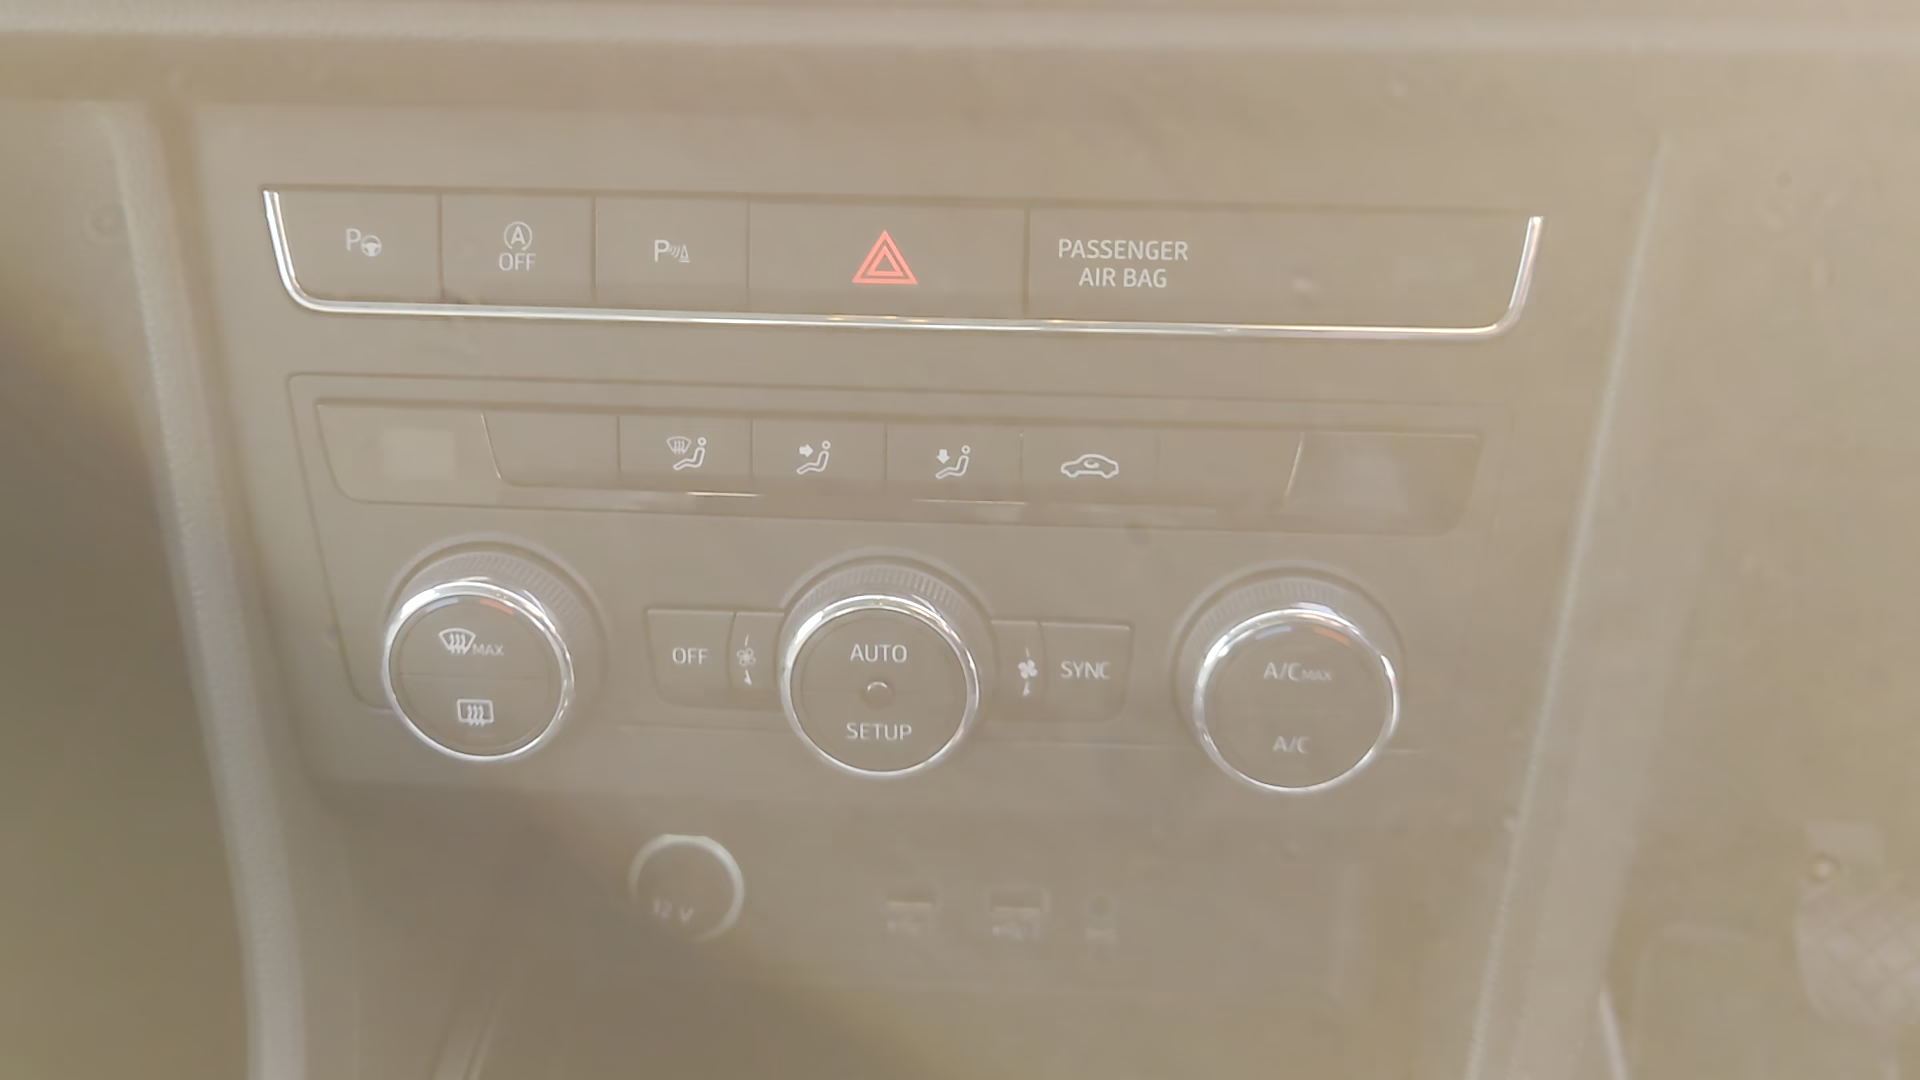 P
A
OFF
P
PASSENGER
AIR BAG
MAX
OFF
AUTO
SETUP
SYNC
A/C MAX
A/C
12 V